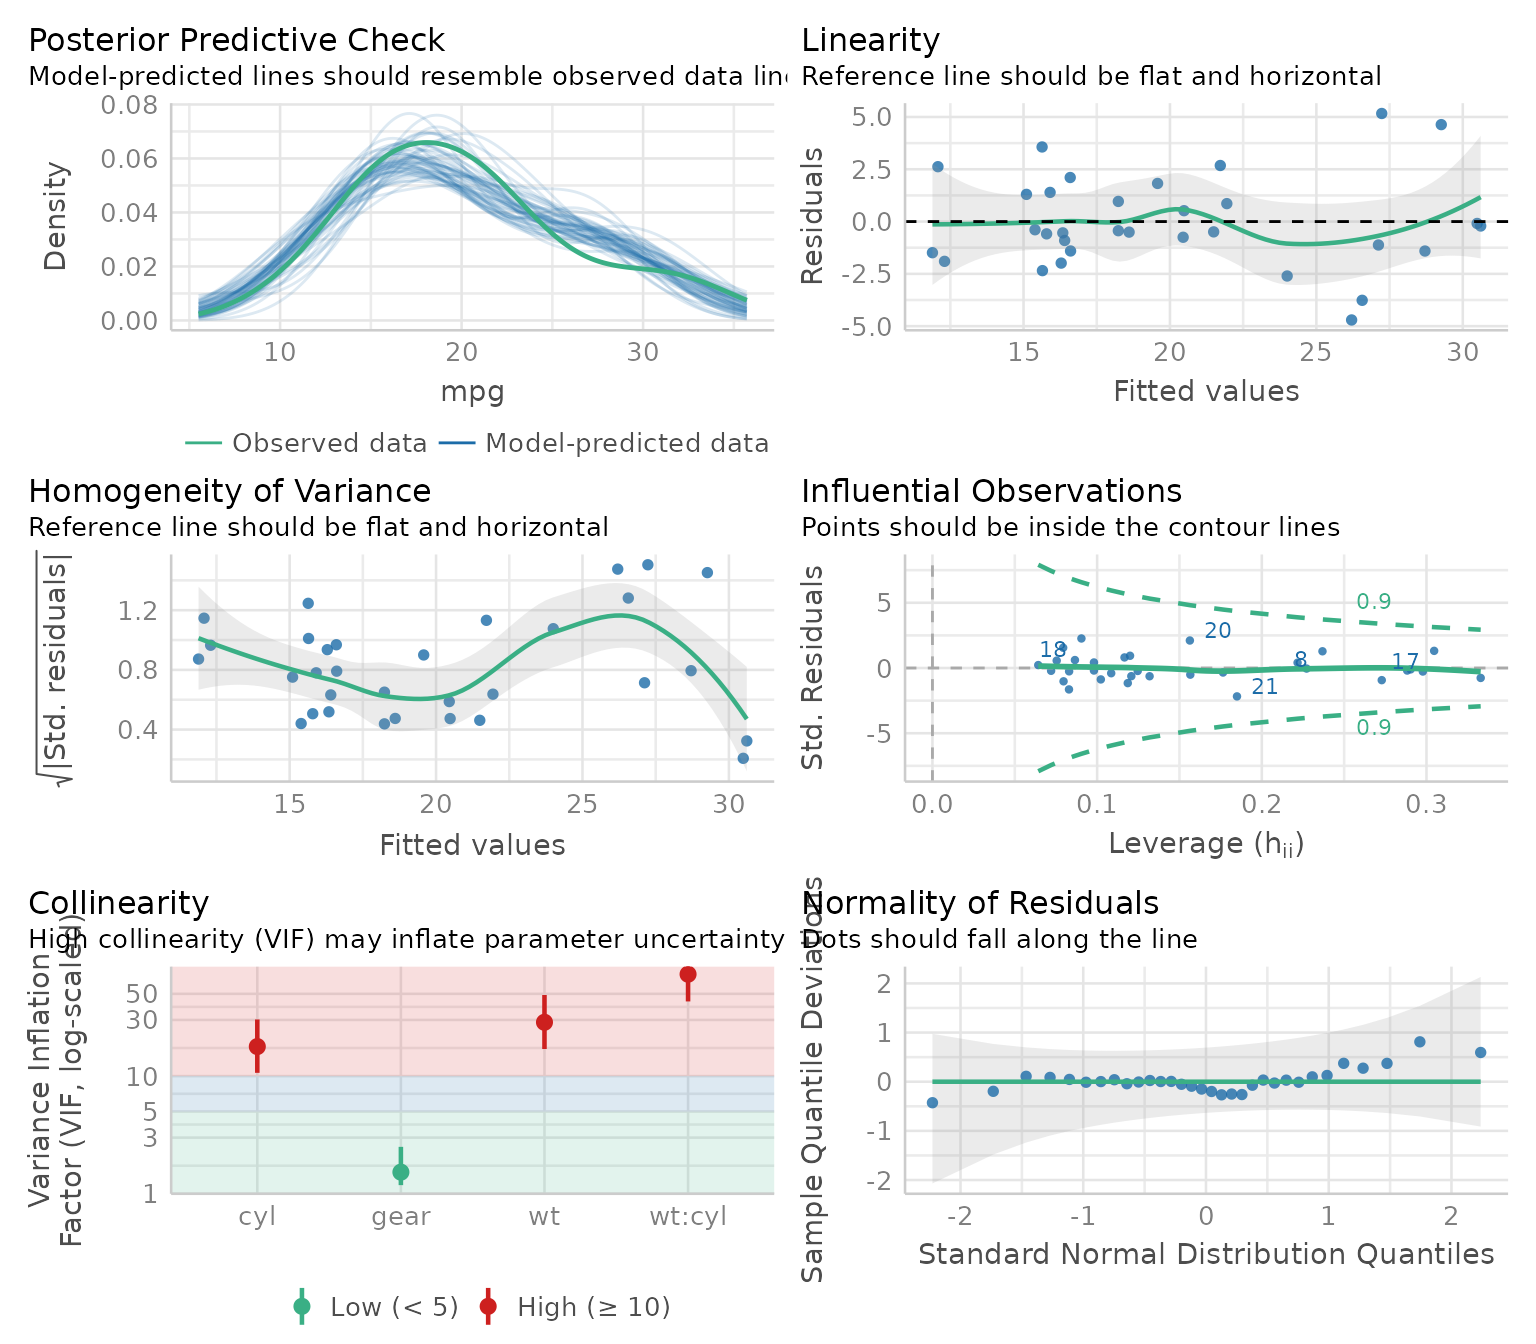 Posterior Predictive Check
Model-predicted lines should resemble observed data
0.08
0.06
0.04
0.02
0.00
Density
10 20 30
mpg
Observed data Model-predicted data
Linearity
Reference line should be flat and horizontal
5.0
2.5
0.0
-2.5
-5.0
Residuals
15 20 25 30
Fitted values
Homogeneity of Variance
Reference line should be flat and horizontal
1.2
0.8
0.4
√|Std. residuals|
15 20 25 30
Fitted values
Influential Observations
Points should be inside the contour lines
5
0
-5
Std. Residuals
0.9
20
18
8
17
21
0.9
0.0 0.1 0.2 0.3
Leverage (hii)
Collinearity
High collinearity (VIF) may inflate parameter uncertainty
50
30
10
5
3
1
Variance Inflation
Factor (VIF, log-scaled)
cyl gear wt wt:cyl
Low (< 5) High (≥ 10)
Normality of Residuals
Dots should fall along the line
2
1
0
-1
-2
Sample Quantile Deviations
-2 -1 0 1 2
Standard Normal Distribution Quantiles